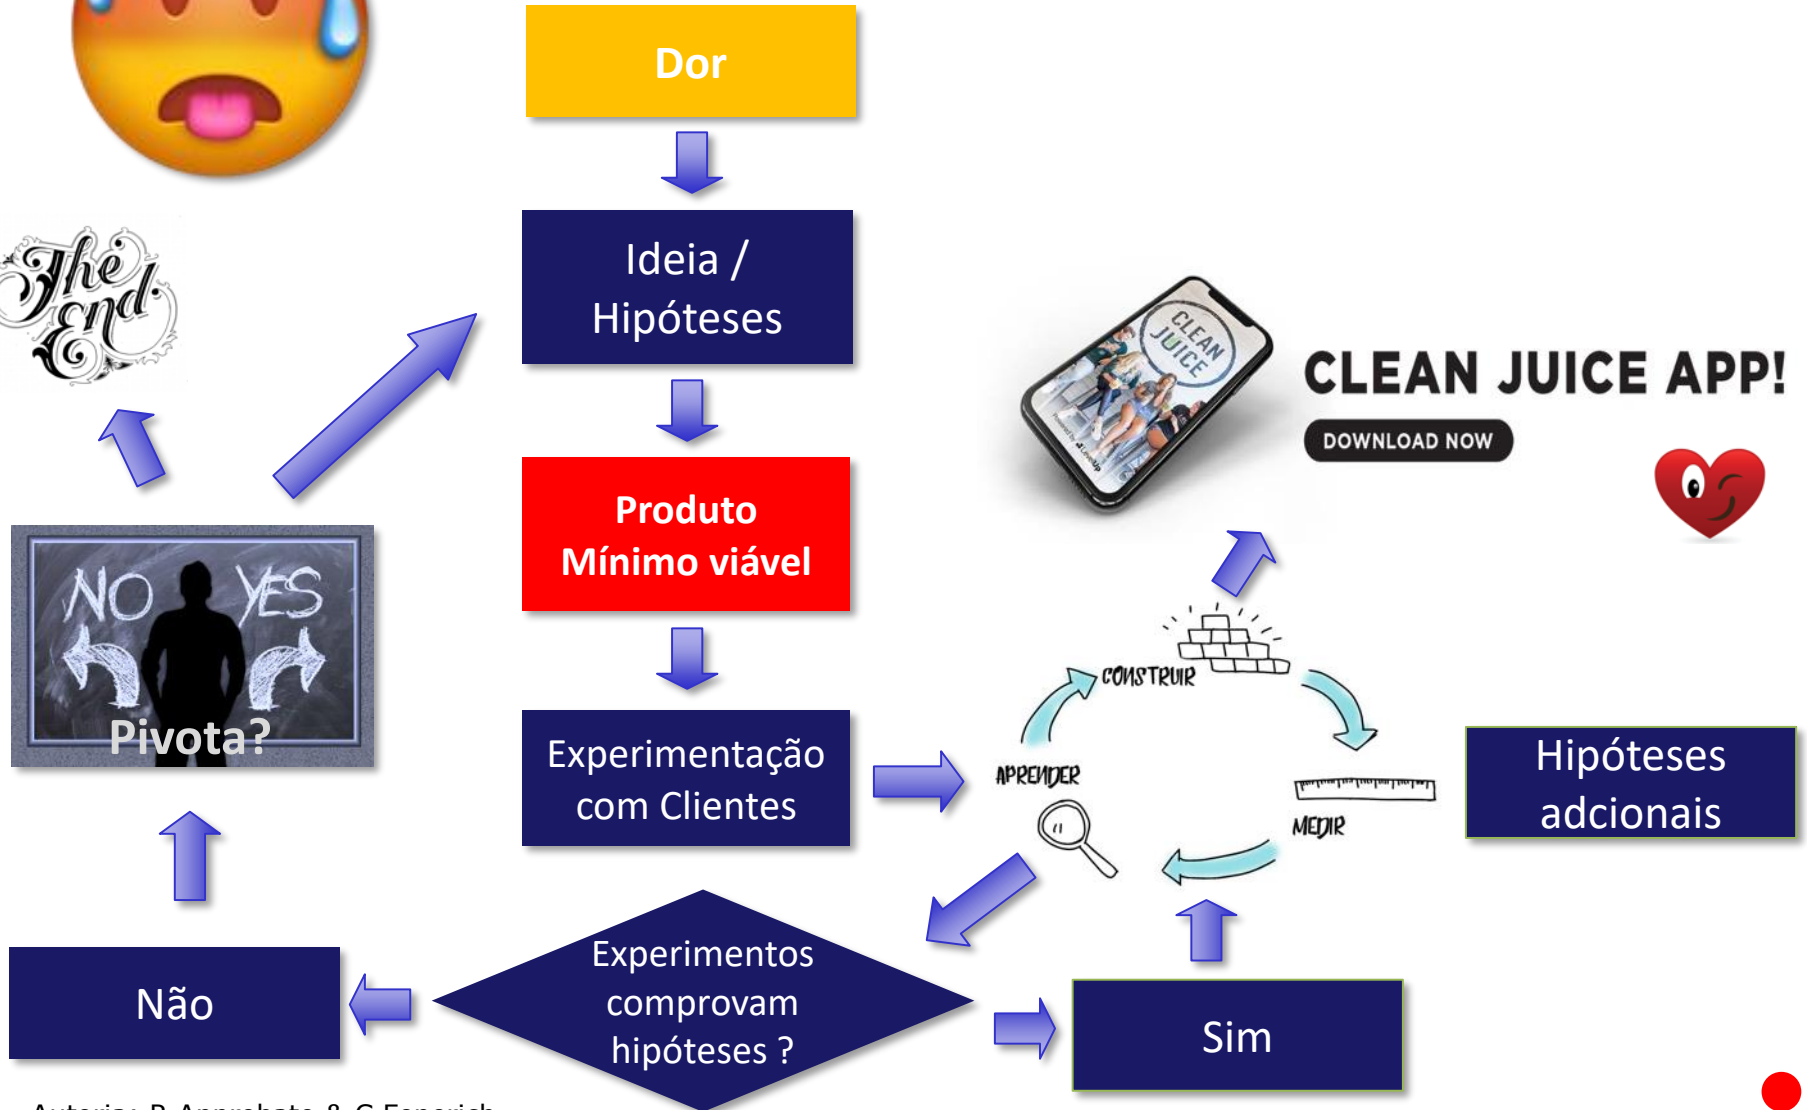 Dor
Ideia /
Hipóteses
The
End.
CLEAN
JUICE
CLEAN JUICE APP!
DOWNLOAD NOW
Produto
Mínimo viável
NO YES
Pivota?
CONSTRUIR
Experimentação
com Clientes
APRENDER
MEDIR
Hipóteses
adcionais
Experimentos
comprovam
hipóteses ?
Não
Sim